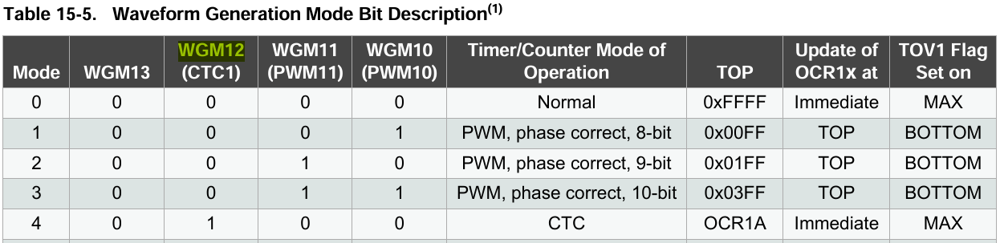 Table 15-5. Waveform Generation Mode Bit Description(1)
Mode WGM13 WGM12 (CTC1) WGM11 (PWM11) WGM10 (PWM10) Timer/Counter Mode of Operation TOP Update of OCR1x at TOV1 Flag Set on
0 0 0 0 0 Normal 0xFFFF Immediate MAX
1 0 0 0 1 PWM, phase correct, 8-bit 0x00FF TOP BOTTOM
2 0 0 1 0 PWM, phase correct, 9-bit 0x01FF TOP BOTTOM
3 0 0 1 1 PWM, phase correct, 10-bit 0x03FF TOP BOTTOM
4 0 1 0 0 CTC OCR1A Immediate MAX